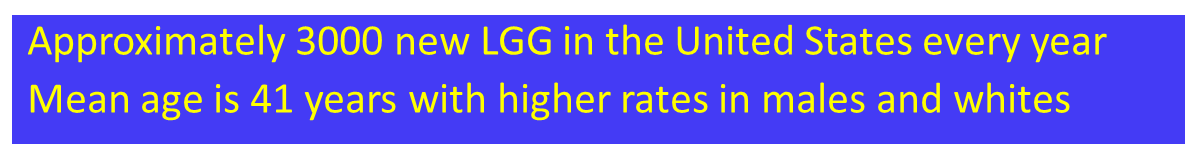 Approximately 3000 new LGG in the United States every year
Mean age is 41 years with higher rates in males and whites